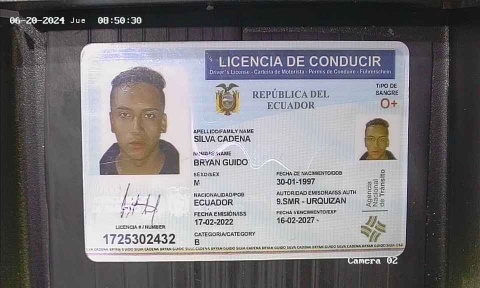 06-20-2024 Jue 08:50:30
LICENCIA DE CONDUCIR
Driver's License - Carteira de Motorista - Permis de Conduire - Führerschein
REPÚBLICA DEL
ECUADOR
TIPO DE
SANGRE
O+
APELLIDO/FAMILY NAME
SILVA CADENA
NOMBRE/NAME
BRYAN GUIDO
SEXO/SEX
M
FECHA DE NACIMIENTO/DOB
30-01-1997
NACIONALIDAD/POB
ECUADOR
AUTORIDAD EMISORA/ISS AUTH
9.SMR - URQUIZAN
FECHA EMISIÓN/ISS
17-02-2022
FECHA VENCIMIENTO/EXP
16-02-2027 -
LICENCIA # / NUMBER
1725302432
CATEGORIA/CATEGORY
B
Agencia
Nacional
de Tránsito
Camera 02